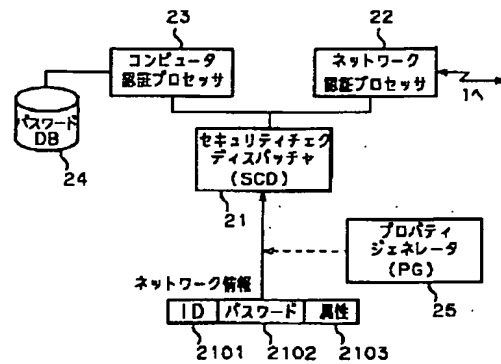 23
22
コンピュータ
認証プロセッサ
ネットワーク
認証プロセッサ
1へ
パスワード
DB
24
セキュリティチェク
ディスパッチャ
(SCD)
21
プロパティ
ジェネレータ
(PG)
25
ネットワーク情報
ID パスワード 属性
2101 2102 2103